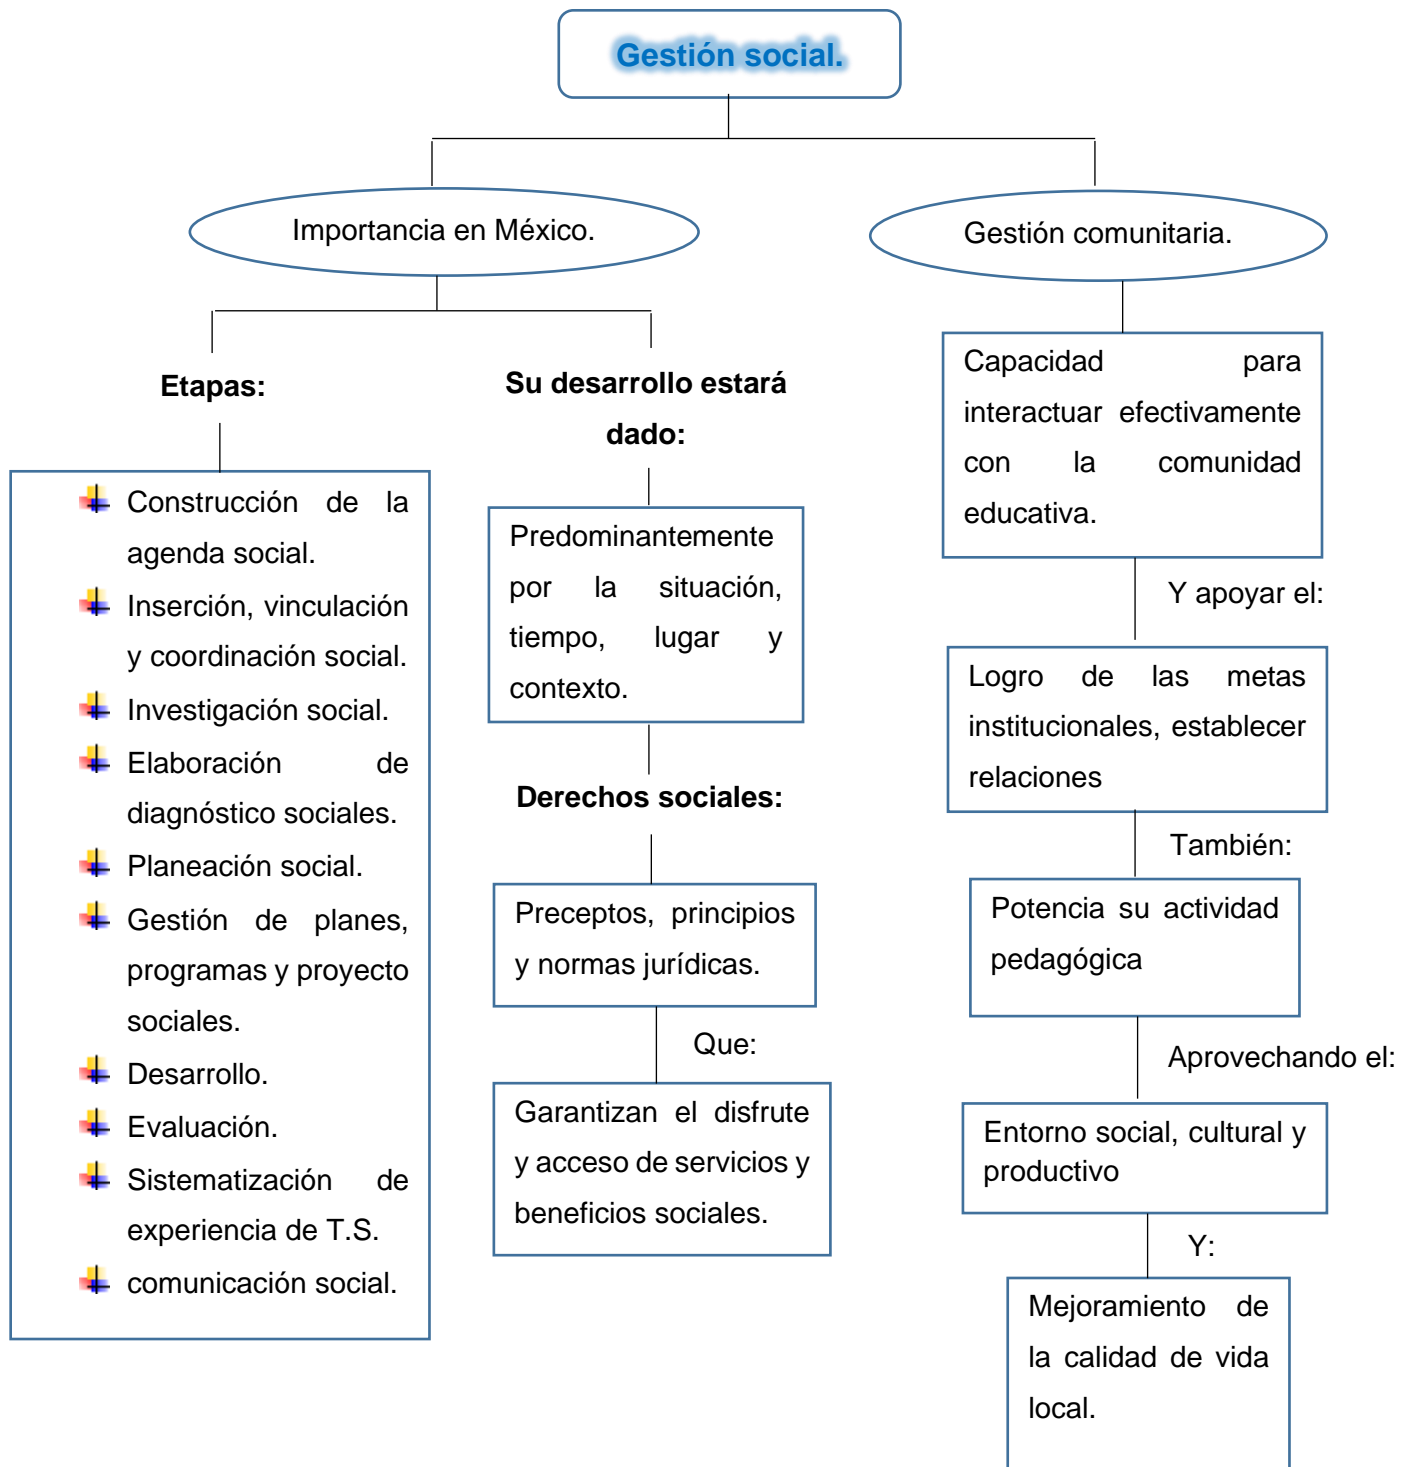 Gestión social.
Importancia en México.
Gestión comunitaria.
Etapas:
Construcción de la
agenda social.
Inserción, vinculación
y coordinación social.
Investigación social.
Elaboración de
diagnóstico sociales.
Planeación social.
Gestión de planes,
programas y proyecto
sociales.
Desarrollo.
Evaluación.
Sistematización de
experiencia de T.S.
comunicación social.
Su desarrollo estará
dado:
Predominantemente
por la situación,
tiempo, lugar y
contexto.
Derechos sociales:
Preceptos, principios
y normas jurídicas.
Que:
Garantizan el disfrute
y acceso de servicios y
beneficios sociales.
Capacidad para
interactuar efectivamente
con la comunidad
educativa.
Y apoyar el:
Logro de las metas
institucionales, establecer
relaciones
También:
Potencia su actividad
pedagógica
Aprovechando el:
Entorno social, cultural y
productivo
Y:
Mejoramiento de
la calidad de vida
local.